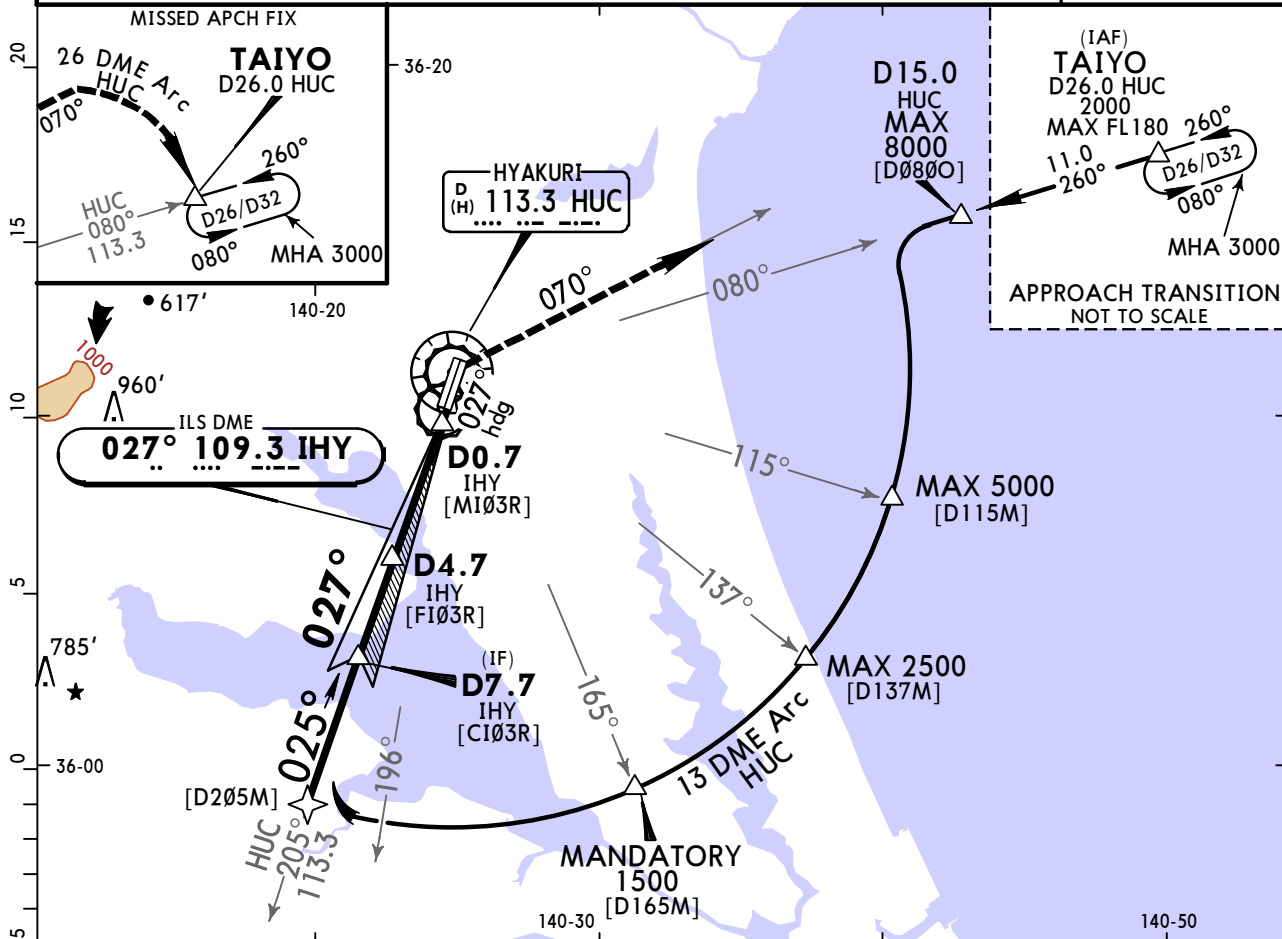 MISSED APCH FIX
26 DME Arc
HUC
TAIYO
D26.0 HUC
070°
260°
D26/D32
080°
HUC
080°
113.3
MHA 3000
36-20
140-20
20
15
10
5
0
5
617'
1000
960'
785'
HYAKURI
D
(H) 113.3 HUC
070°
080°
027°
hdg
ILS DME
027° 109.3 IHY
D0.7
IHY
[MIØ3R]
D4.7
IHY
[FIØ3R]
027°
(IF)
D7.7
IHY
[CIØ3R]
025°
196°
36-00
[D2Ø5M]
HUC
205°
113.3
D15.0
HUC
MAX
8000
[DØ8ØO]
(IAF)
TAIYO
D26.0 HUC
2000
MAX FL180
260°
11.0
260°
D26/D32
080°
MHA 3000
APPROACH TRANSITION
NOT TO SCALE
115°
MAX 5000
[D115M]
137°
MAX 2500
[D137M]
165°
13 DME Arc
HUC
MANDATORY
1500
[D165M]
140-30
140-50